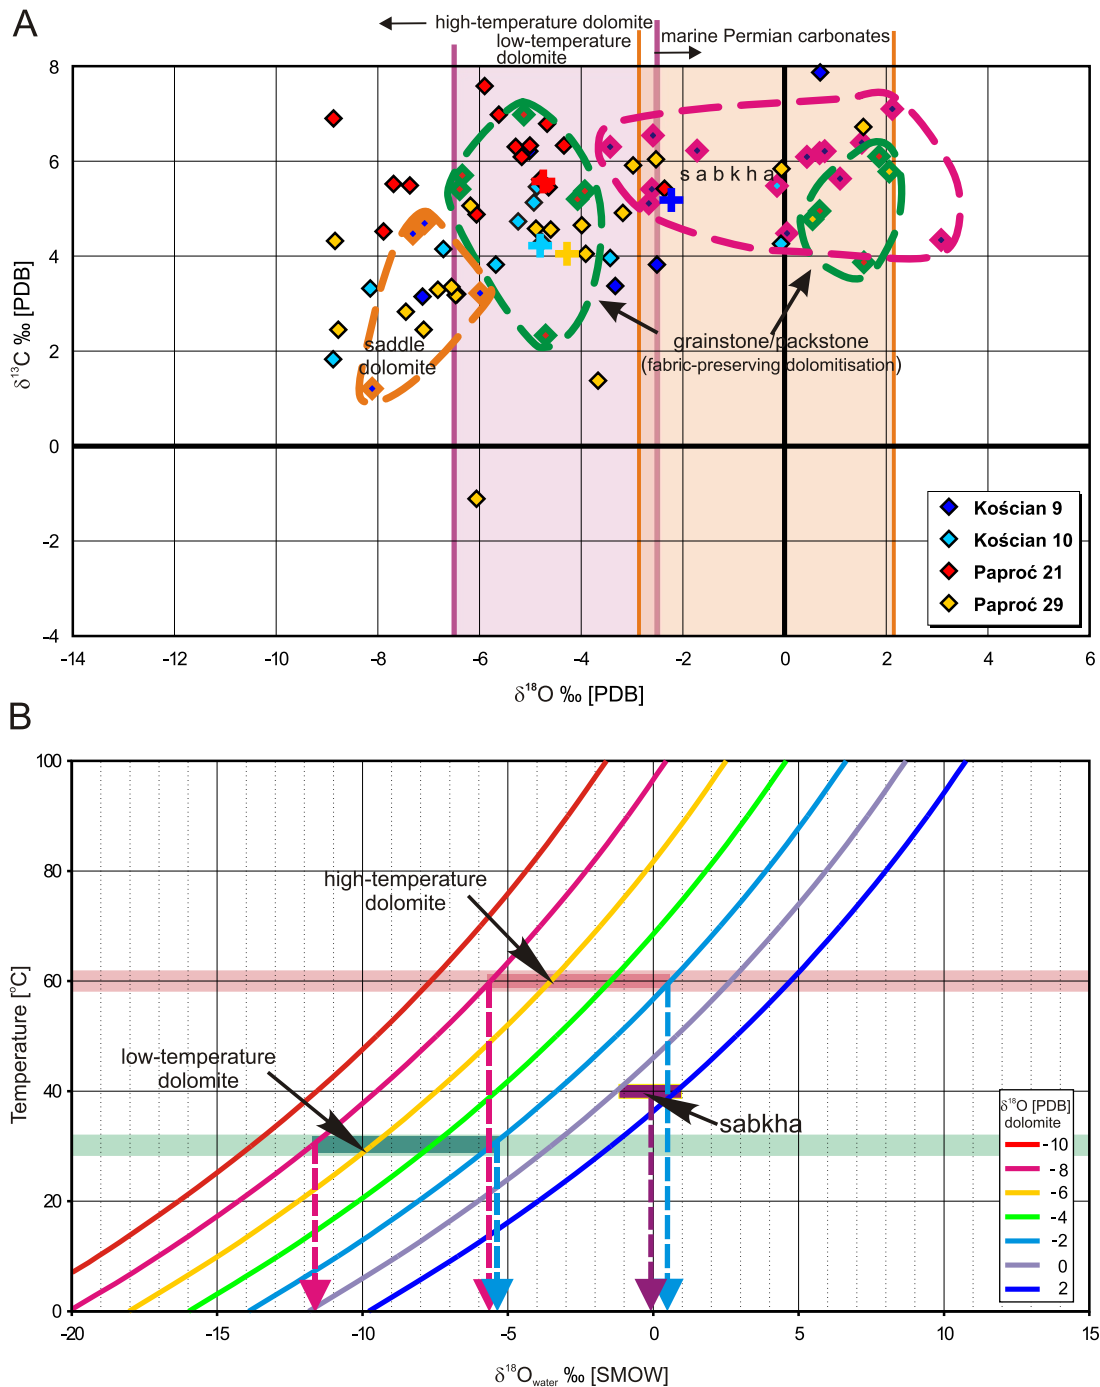 A
high-temperature dolomite
low-temperature
dolomite
marine Permian carbonates
8
6
4
2
0
-2
-4
δ¹³C ‰ [PDB]
sabkha
saddle
dolomite
grainstone/packstone
(fabric-preserving dolomitisation)
Kościan 9
Kościan 10
Paproć 21
Paproć 29
-14 -12 -10 -8 -6 -4 -2 0 2 4 6
δ¹⁸O ‰ [PDB]
B
100
80
60
40
20
0
Temperature [°C]
high-temperature
dolomite
low-temperature
dolomite
sabkha
δ¹⁸O [PDB]
dolomite
-10
-8
-6
-4
-2
0
2
-20 -15 -10 -5 0 5 10 15
δ¹⁸O water ‰ [SMOW]